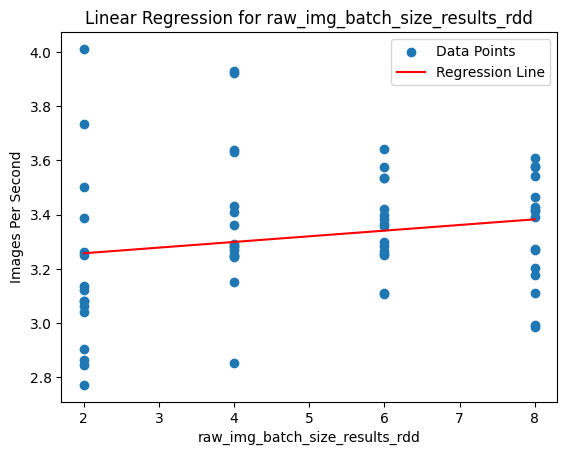 Linear Regression for raw_img_batch_size_results_rdd
Data Points
Regression Line
Images Per Second
4.0
3.8
3.6
3.4
3.2
3.0
2.8
2
3
4
5
6
7
8
raw_img_batch_size_results_rdd